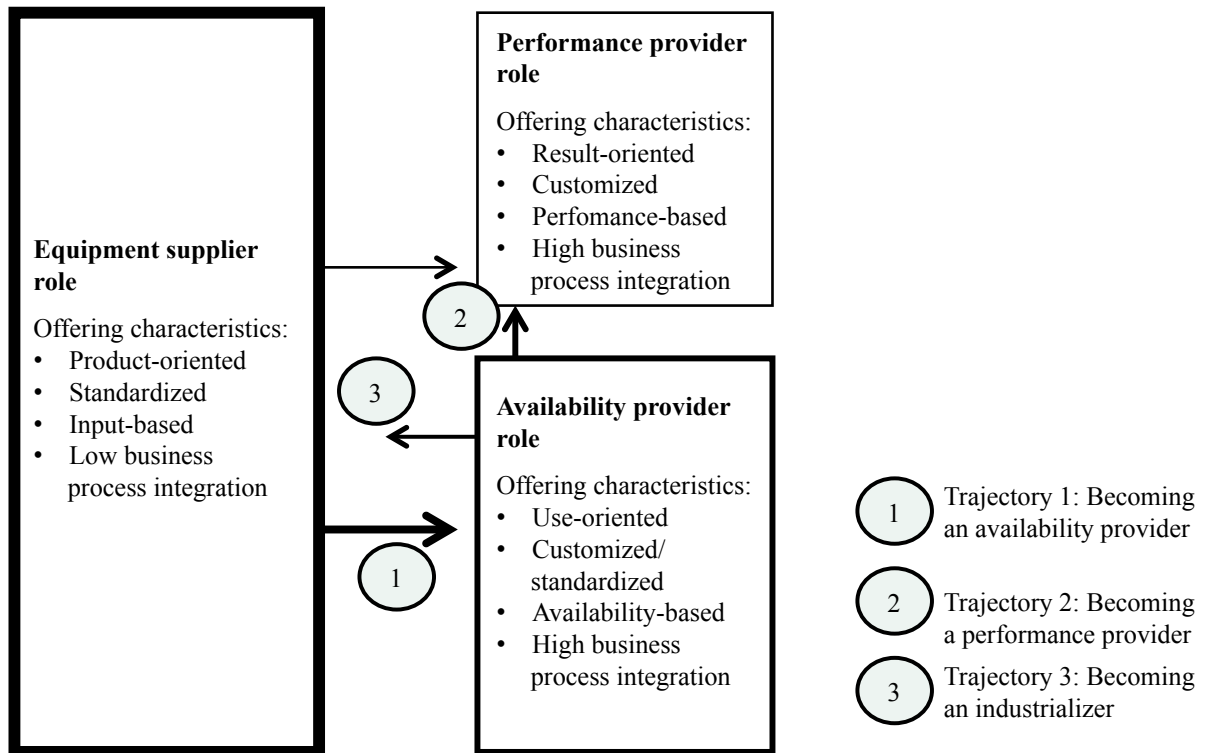 Equipment supplier
role
Offering characteristics:
• Product-oriented
• Standardized
• Input-based
• Low business
process integration
Performance provider
role
Offering characteristics:
• Result-oriented
• Customized
• Perfomance-based
• High business
process integration
2
3
1
Availability provider
role
Offering characteristics:
• Use-oriented
• Customized/
standardized
• Availability-based
• High business
process integration
1 Trajectory 1: Becoming
an availability provider
2 Trajectory 2: Becoming
a performance provider
3 Trajectory 3: Becoming
an industrializer